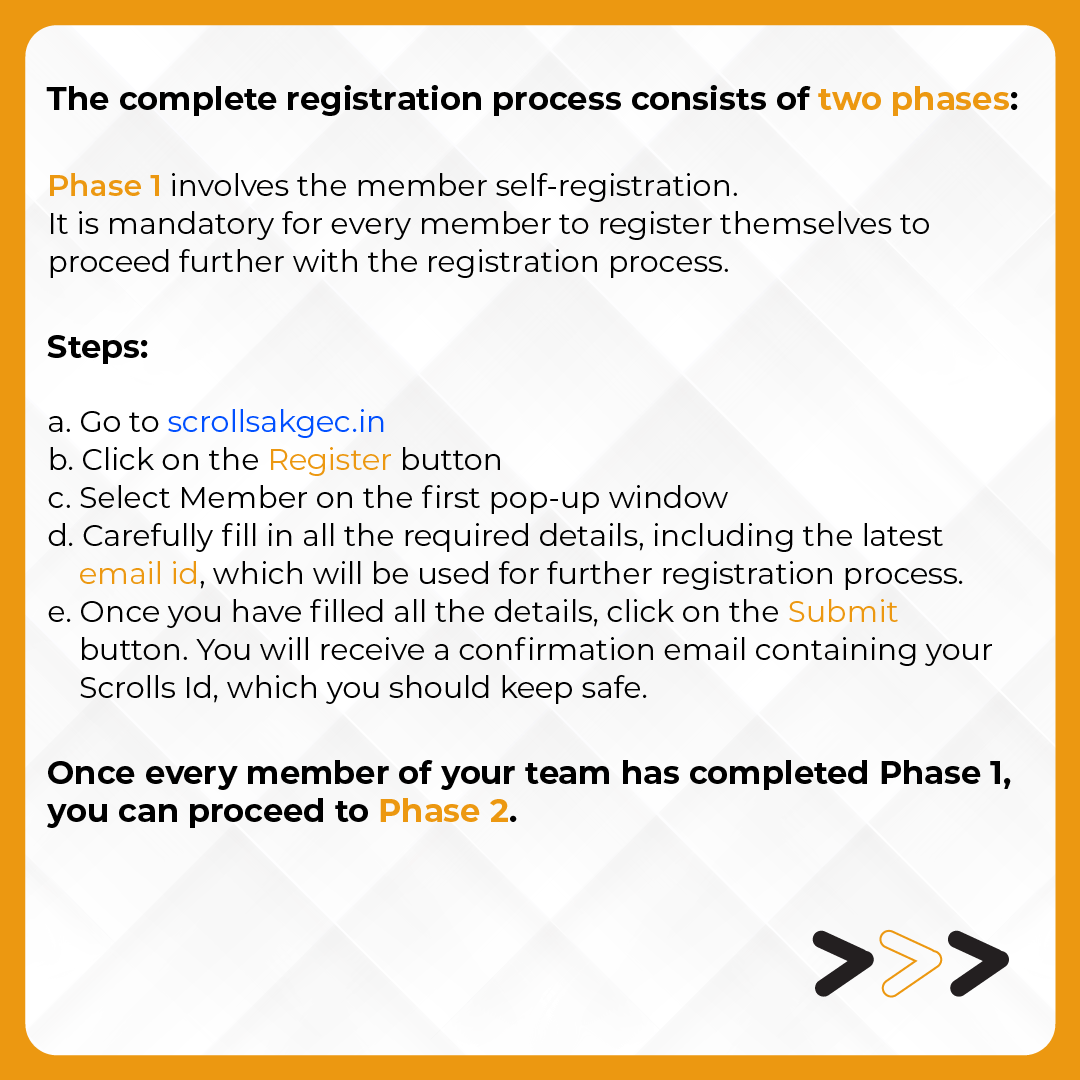 The complete registration process consists of two phases:
Phase 1 involves the member self-registration.
It is mandatory for every member to register themselves to
proceed further with the registration process.
Steps:
a. Go to scrollsakgec.in
b. Click on the Register button
c. Select Member on the first pop-up window
d. Carefully fill in all the required details, including the latest
email id, which will be used for further registration process.
e. Once you have filled all the details, click on the Submit
button. You will receive a confirmation email containing your
Scrolls Id, which you should keep safe.
Once every member of your team has completed Phase 1,
you can proceed to Phase 2.